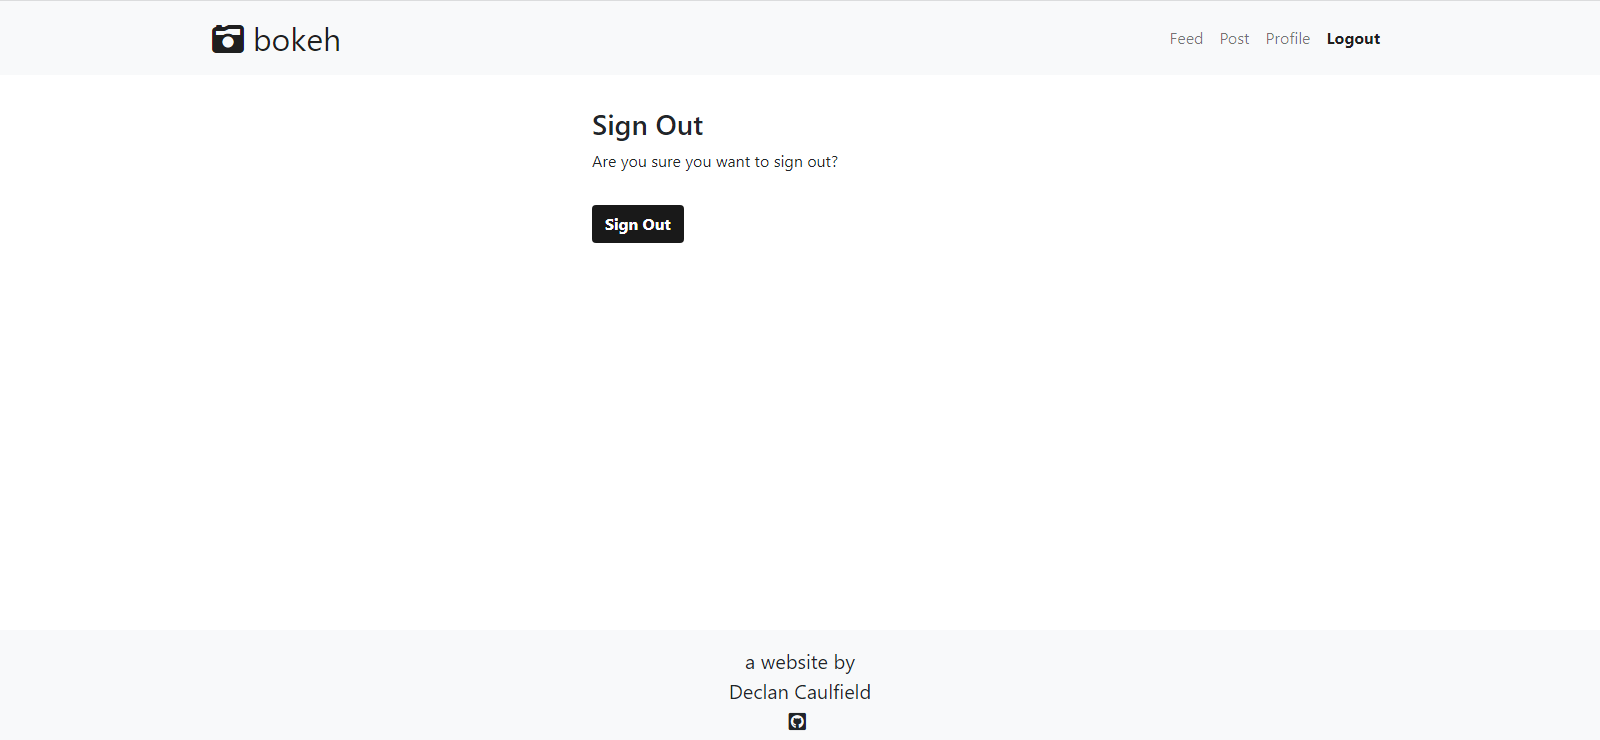 bokeh
Feed Post Profile Logout
Sign Out
Are you sure you want to sign out?
Sign Out
a website by
Declan Caulfield